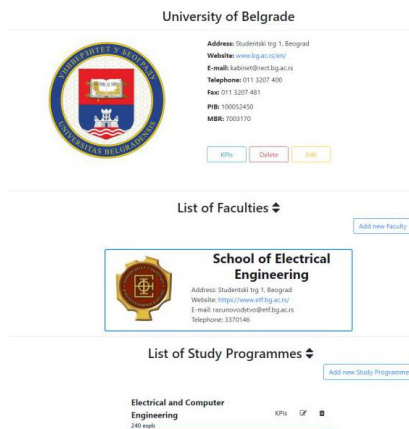 University of Belgrade
УНИВЕРЗИТЕТ У БЕОГРАДУ
UNIVERSITAS BELGRADENSIS
Address: Studentski trg 1, Beograd
Website: www.bg.ac.rs/en/
E-mail: kabinet@rect.bg.ac.rs
Telephone: 011 3207 400
Fax: 011 3207 481
PIB: 100052450
MBR: 7003170
KPIs Delete Edit
List of Faculties
Add new Faculty
School of Electrical
Engineering
Address: Studentski trg 1, Beograd
Website: https://www.etf.bg.ac.rs/
E-mail: racunovodstvo@etf.bg.ac.rs
Telephone: 3370146
List of Study Programmes
Add new Study Programme
Electrical and Computer
Engineering
KPIs
240 espb